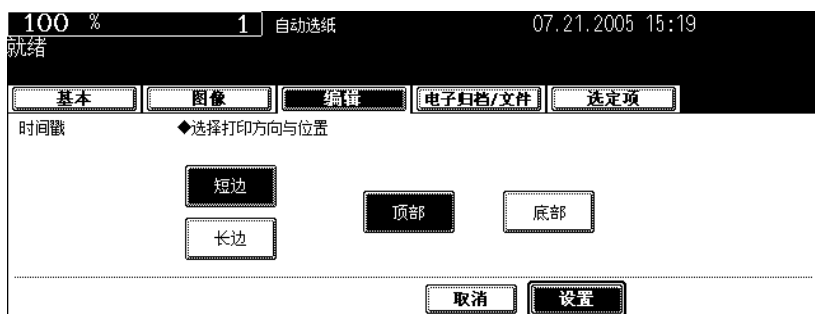 100 % 1 自动选纸 07.21.2005 15:19
就绪
基本 图像 编辑 电子归档/文件 选定项
时间戳 ◆选择打印方向与位置
短边
顶部 底部
长边
取消 设置